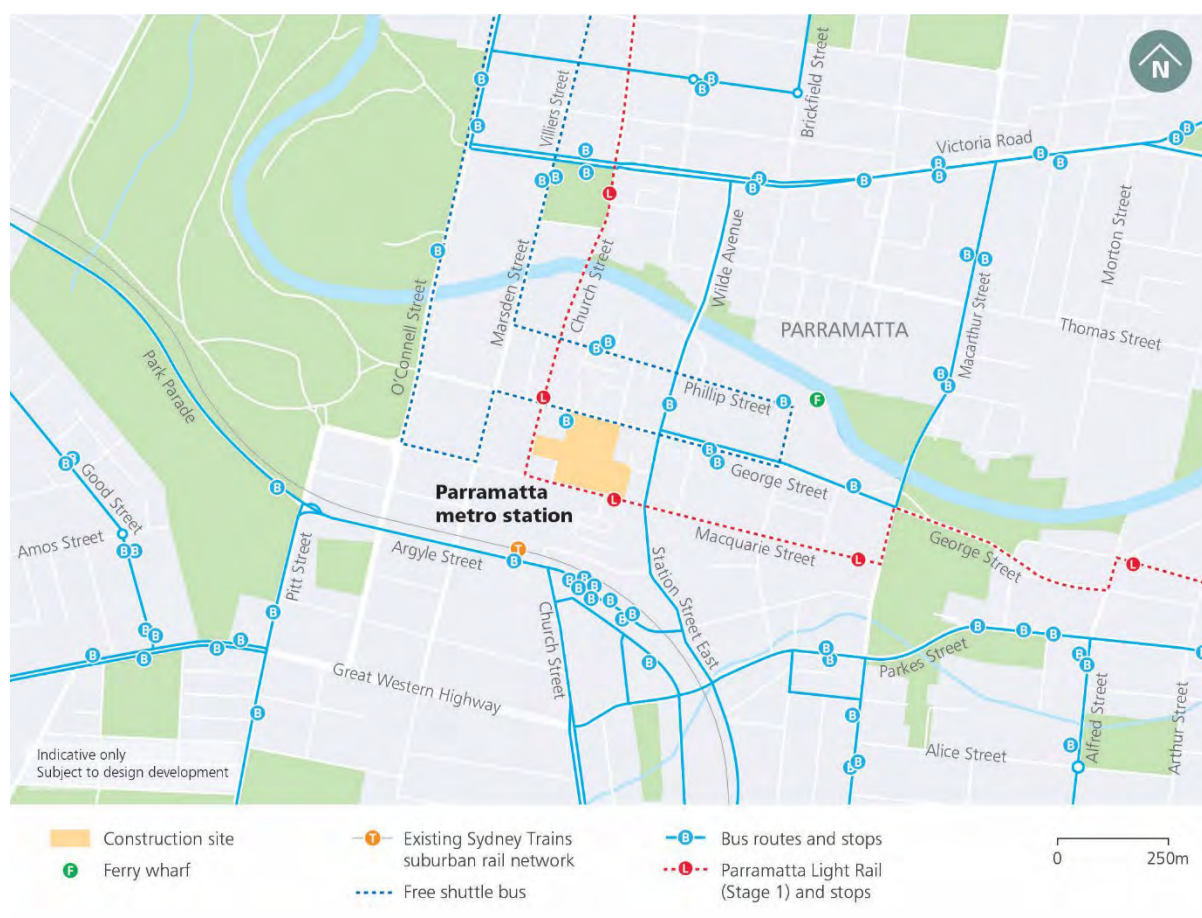 N
Brickfield Street
Villiers Street
Victoria Road
Morton Street
Wilde Avenue
Church Street
Marsden Street
O'Connell Street
PARRAMATTA
Macarthur Street
Thomas Street
Park Parade
Phillip Street
F
George Street
Good Street
Parramatta
metro station
Amos Street
Macquarie Street
George Street
Argyle Street
T
Pitt Street
Station Street East
Church Street
Parkes Street
Great Western Highway
Alice Street
Alfred Street
Arthur Street
B
L
Indicative only
Subject to design development
Construction site
F Ferry wharf
T Existing Sydney Trains
suburban rail network
Free shuttle bus
B Bus routes and stops
L Parramatta Light Rail
(Stage 1) and stops
0 250m